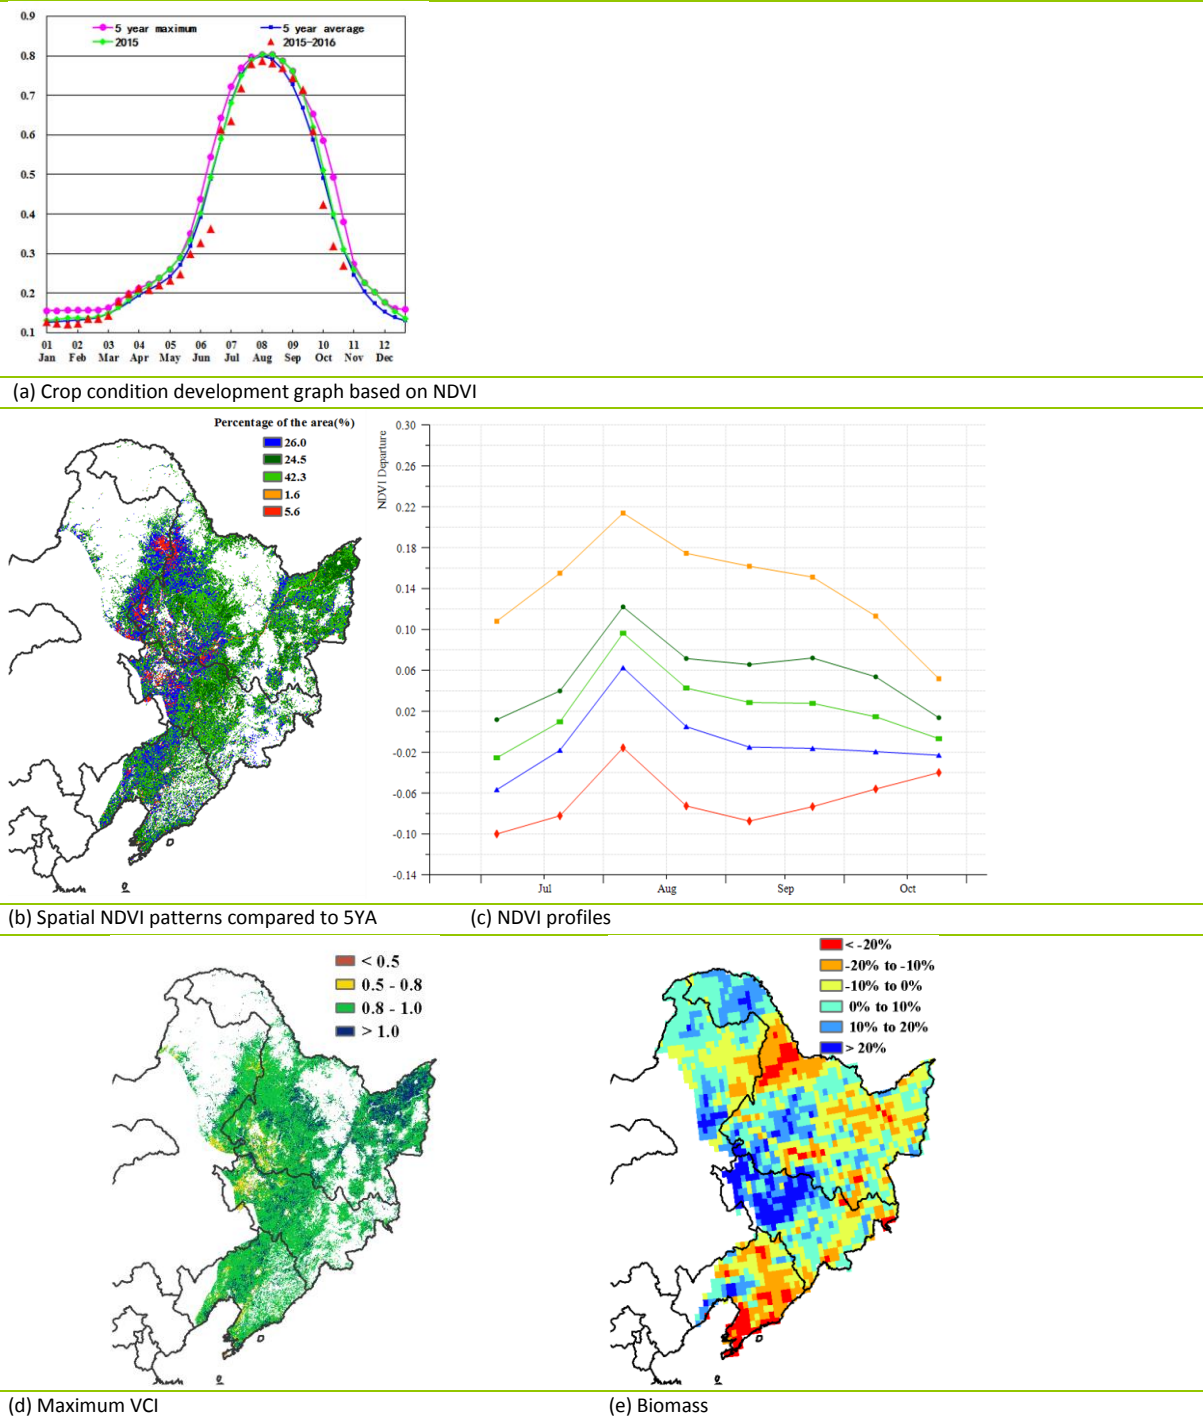 0.9
5 year maximum 5 year average
2015 2015-2016
0.8
0.7
0.6
0.5
0.4
0.3
0.2
0.1
01 02 03 04 05 06 07 08 09 10 11 12
Jan Feb Mar Apr May Jun Jul Aug Sep Oct Nov Dec
(a) Crop condition development graph based on NDVI
Percentage of the area(%)
26.0
24.5
42.3
1.6
5.6
NDVI Departure
0.30
0.26
0.22
0.18
0.14
0.10
0.06
0.02
-0.02
-0.06
-0.10
-0.14
Jul Aug Sep Oct
(b) Spatial NDVI patterns compared to 5YA (c) NDVI profiles
< 0.5
0.5 - 0.8
0.8 - 1.0
> 1.0
< -20%
-20% to -10%
-10% to 0%
0% to 10%
10% to 20%
> 20%
(d) Maximum VCI (e) Biomass